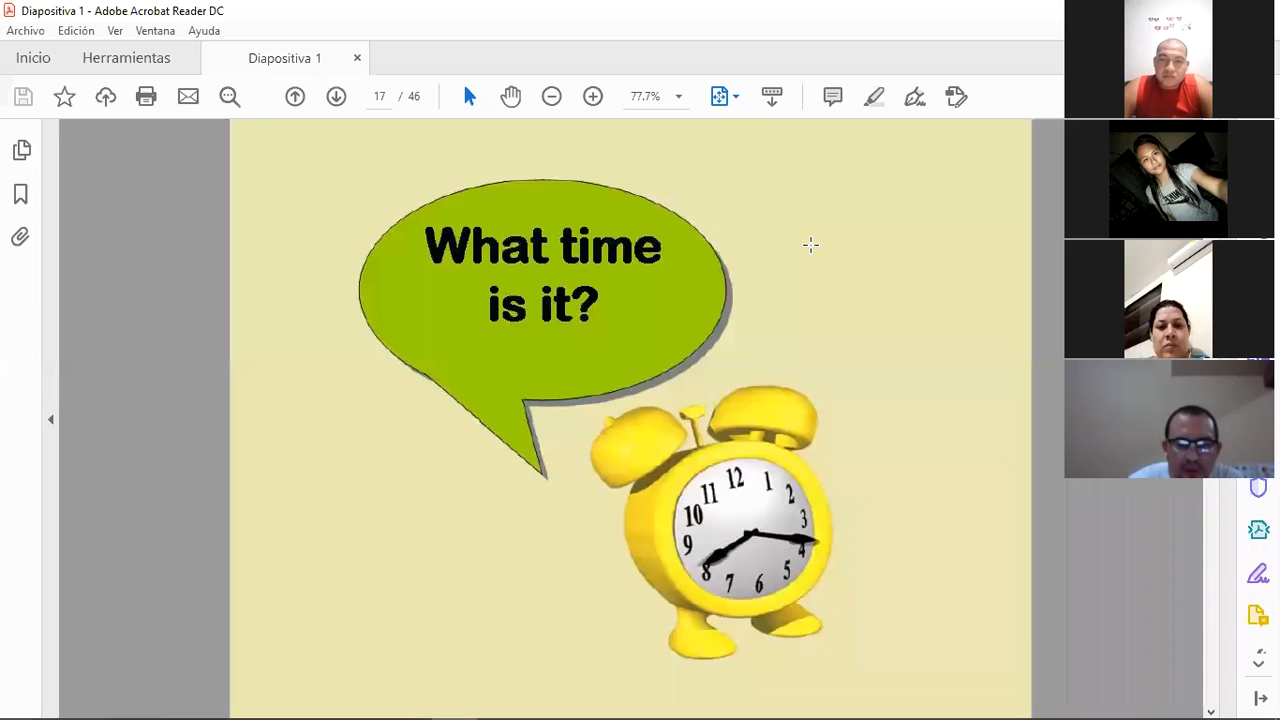 Diapositiva 1 - Adobe Acrobat Reader DC
Archivo Edición Ver Ventana Ayuda
Inicio Herramientas Diapositiva 1 ×
17 / 46 77.7%
What time
is it?
12
11 1
10 2
9 3
8 4
7 6 5